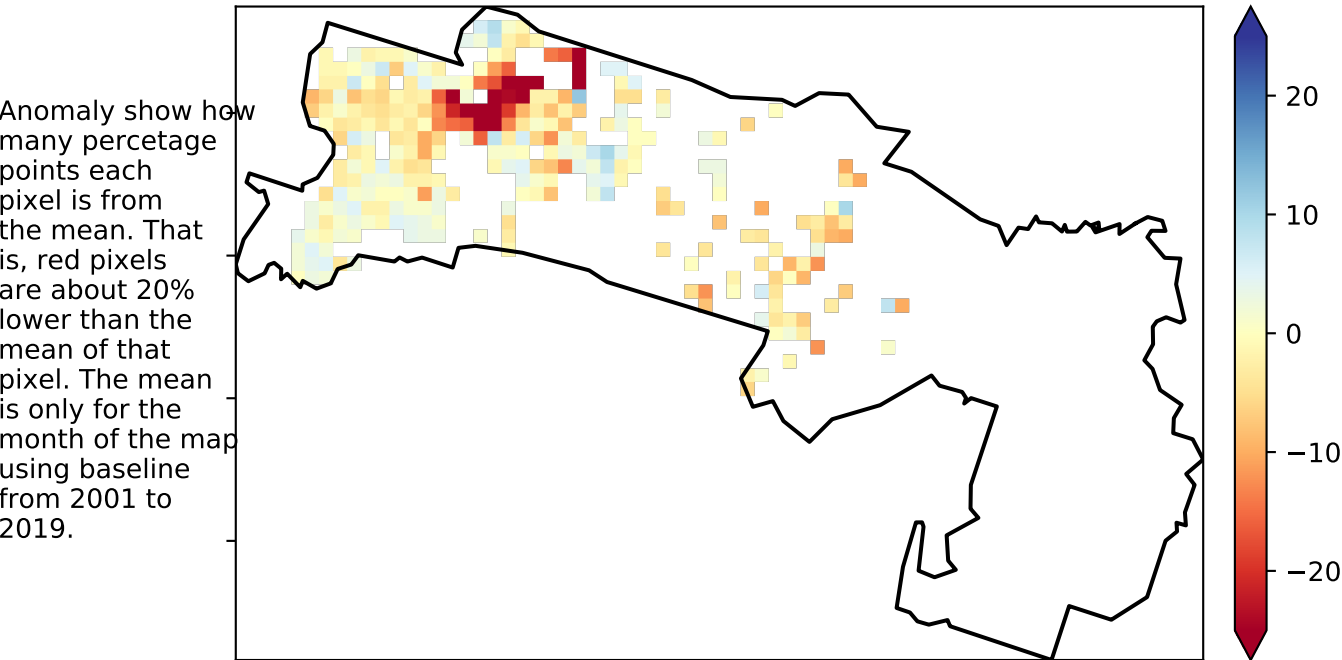 Anomaly show how
many percetage
points each
pixel is from
the mean. That
is, red pixels
are about 20%
lower than the
mean of that
pixel. The mean
is only for the
month of the map
using baseline
from 2001 to
2019.
20
10
0
−10
−20